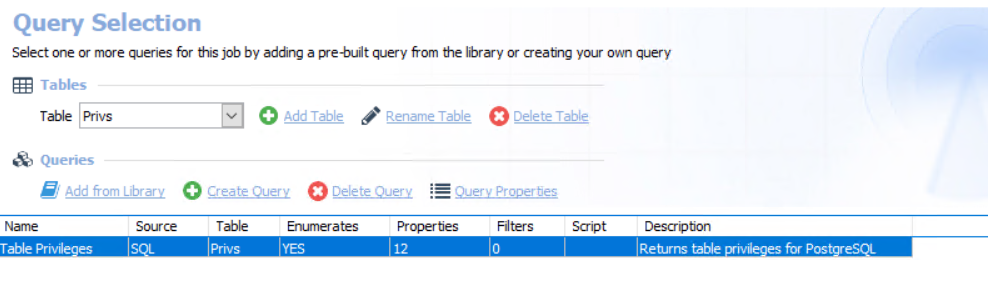 Query Selection
Select one or more queries for this job by adding a pre-built query from the library or creating your own query
Tables
Table Privs Add Table Rename Table Delete Table
Queries
Add from Library Create Query Delete Query Query Properties
Name Source Table Enumerates Properties Filters Script Description
Table Privileges SQL Privs YES 12 0 Returns table privileges for PostgreSQL